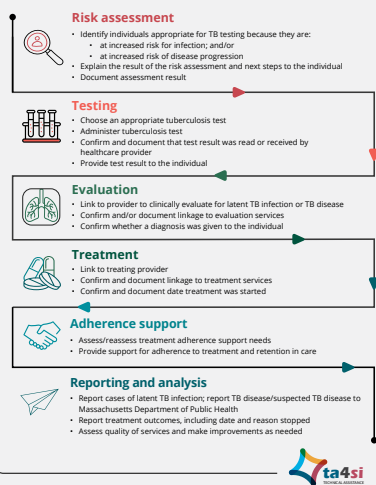 Risk assessment
• Identify individuals appropriate for TB testing because they are:
• at increased risk for infection; and/or
• at increased risk of disease progression
• Explain the result of the risk assessment and next steps to the individual
• Document assessment result
Testing
• Choose an appropriate tuberculosis test
• Administer tuberculosis test
• Confirm and document that test result was read or received by
healthcare provider
• Provide test result to the individual
Evaluation
• Link to provider to clinically evaluate for latent TB infection or TB disease
• Confirm and/or document linkage to evaluation services
• Confirm whether a diagnosis was given to the individual
Treatment
• Link to treating provider
• Confirm and document linkage to treatment services
• Confirm and document date treatment was started
Adherence support
• Assess/reassess treatment adherence support needs
• Provide support for adherence to treatment and retention in care
Reporting and analysis
• Report cases of latent TB infection; report TB disease/suspected TB disease to
Massachusetts Department of Public Health
• Report treatment outcomes, including date and reason stopped
• Assess quality of services and make improvements as needed
ta4si
TECHNICAL ASSISTANCE